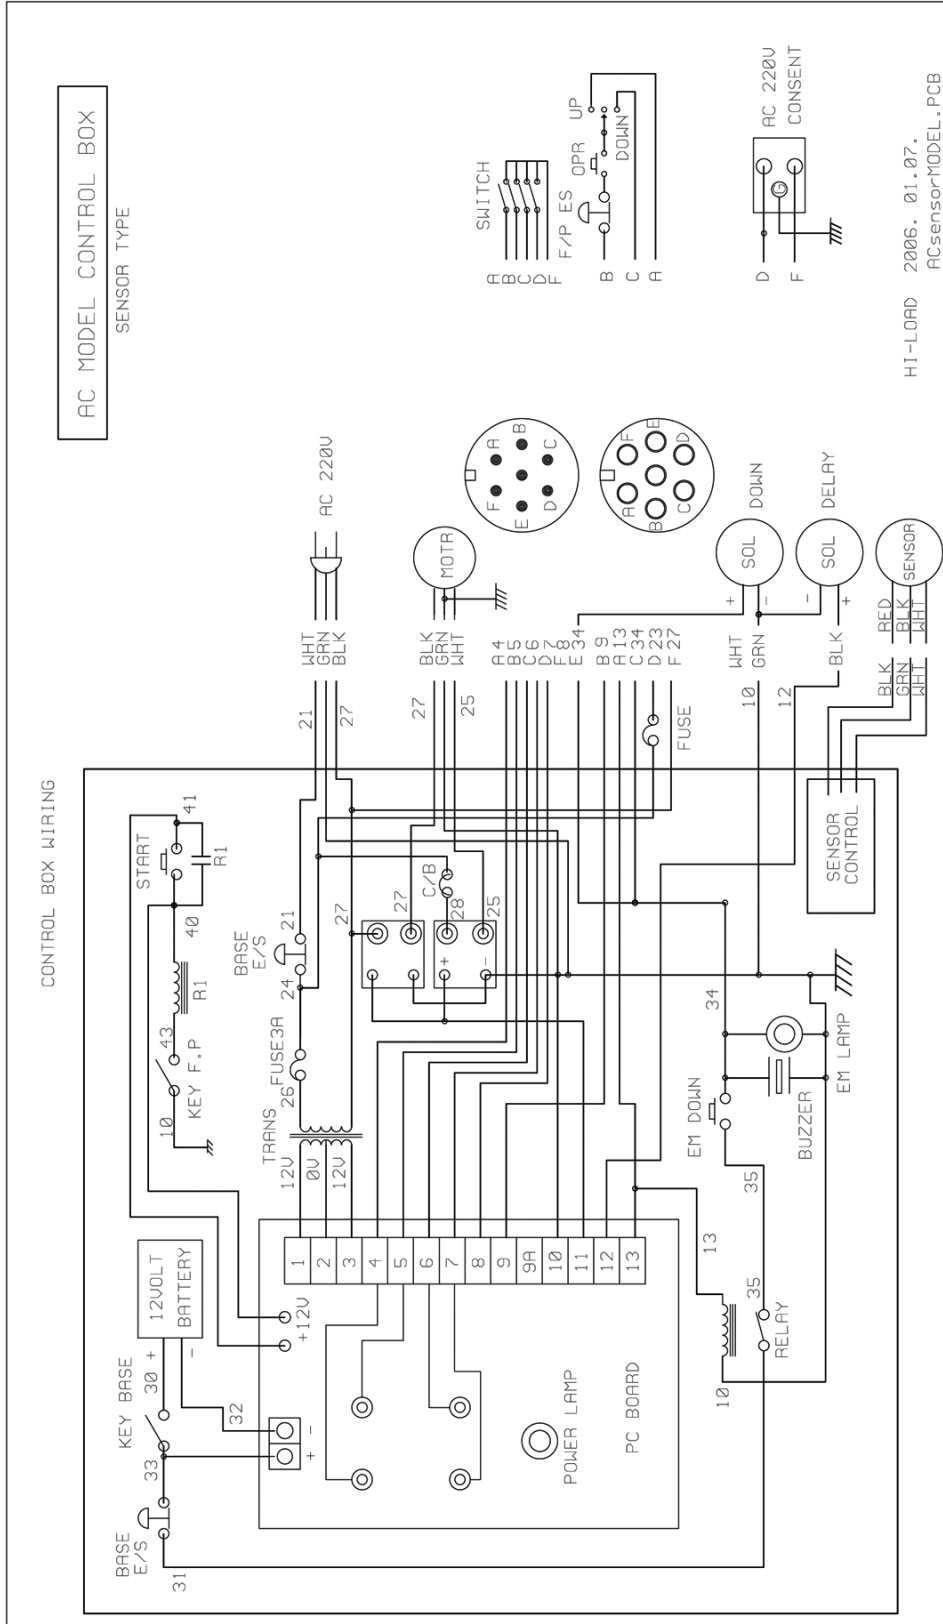 AC MODEL CONTROL BOX
SENSOR TYPE
CONTROL BOX WIRING
BASE
E/S
31
33
KEY BASE
30 +
-
32
12VOLT
BATTERY
+
-
+12V
10
KEY F.P
43
R1
40
START
41
R1
TRANS
12V
0V
12V
26
FUSE3A
24
BASE
E/S
21
27
27
C/B
28
25
+
-
1
2
3
4
5
6
7
8
9
9A
10
11
12
13
POWER LAMP
PC BOARD
10
13
RELAY
35
35
EM DOWN
34
BUZZER
EM LAMP
SENSOR
CONTROL
21
27
WHT
GRN
BLK
AC 220V
27
25
BLK
GRN
WHT
MOTR
A 4
B 5
C 6
D 7
F 8
E 34
B 9
A 13
C 34
D 23
F 27
FUSE
10
12
WHT
GRN
BLK
+
-
-
+
SOL
DOWN
SOL
DELAY
BLK
GRN
WHT
RED
BLK
WHT
SENSOR
A
B
C
D
E
F
A
B
C
D
E
F
SWITCH
A
B
C
D
F
F/P ES
OPR
UP
DOWN
B
C
A
AC 220V
CONSENT
G
D
F
HI-LOAD 2006. 01.07.
ACsensorMODEL.PCB